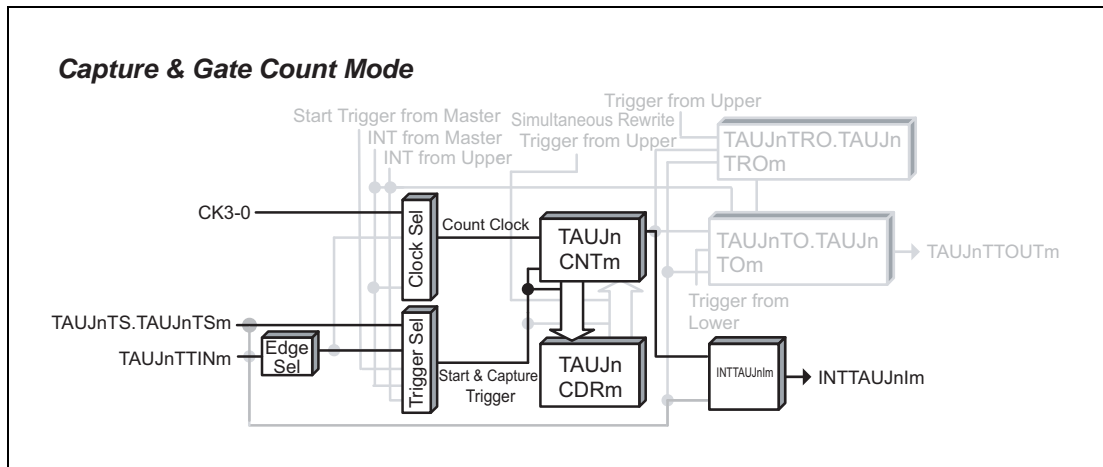 Capture & Gate Count Mode
Trigger from Upper
Start Trigger from Master
Simultaneous Rewrite
INT from Master
Trigger from Upper
INT from Upper
TAUJnTRO.TAUJn
TROm
CK3-0
Clock Sel
Count Clock
TAUJn
CNTm
TAUJnTO.TAUJn
TOm
TAUJnTTOUTm
Trigger from
Lower
TAUJnTS.TAUJnTSm
TAUJnTTINm
Edge
Sel
Trigger Sel
Start & Capture
Trigger
TAUJn
CDRm
INTTAUJnIm
INTTAUJnIm